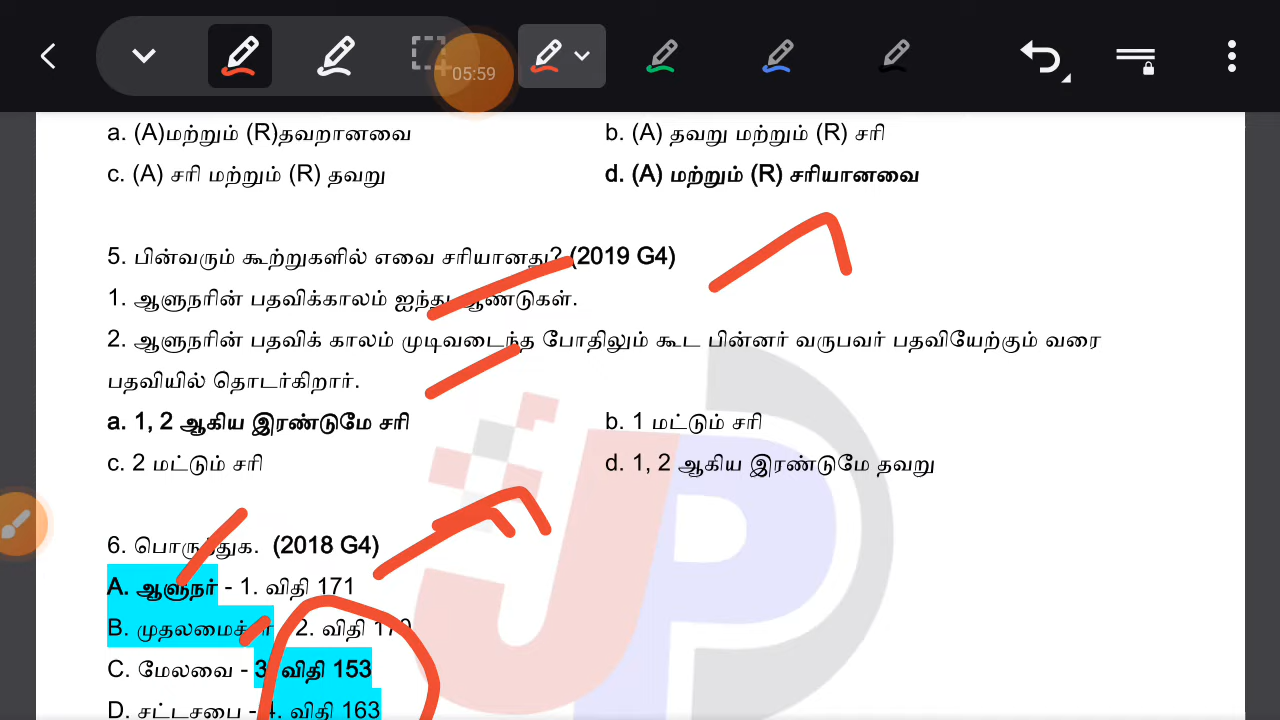 05:59
a. (A)மற்றும் (R)தவறானவை
b. (A) தவறு மற்றும் (R) சரி
c. (A) சரி மற்றும் (R) தவறு
d. (A) மற்றும் (R) சரியானவை
5. பின்வரும் கூற்றுகளில் எவை சரியானது? (2019 G4)
1. ஆளுநரின் பதவிக்காலம் ஐந்து ஆண்டுகள்.
2. ஆளுநரின் பதவிக் காலம் முடிவடைந்த போதிலும் கூட பின்னர் வருபவர் பதவியேற்கும் வரை
பதவியில் தொடர்கிறார்.
a. 1, 2 ஆகிய இரண்டுமே சரி
b. 1 மட்டும் சரி
c. 2 மட்டும் சரி
d. 1, 2 ஆகிய இரண்டுமே தவறு
6. பொருத்துக. (2018 G4)
A. ஆளுநர் - 1. விதி 171
B. 2. விதி
C. மேலவை - 3. விதி 153
D. சட்டசபை - 4. விதி 163
JP